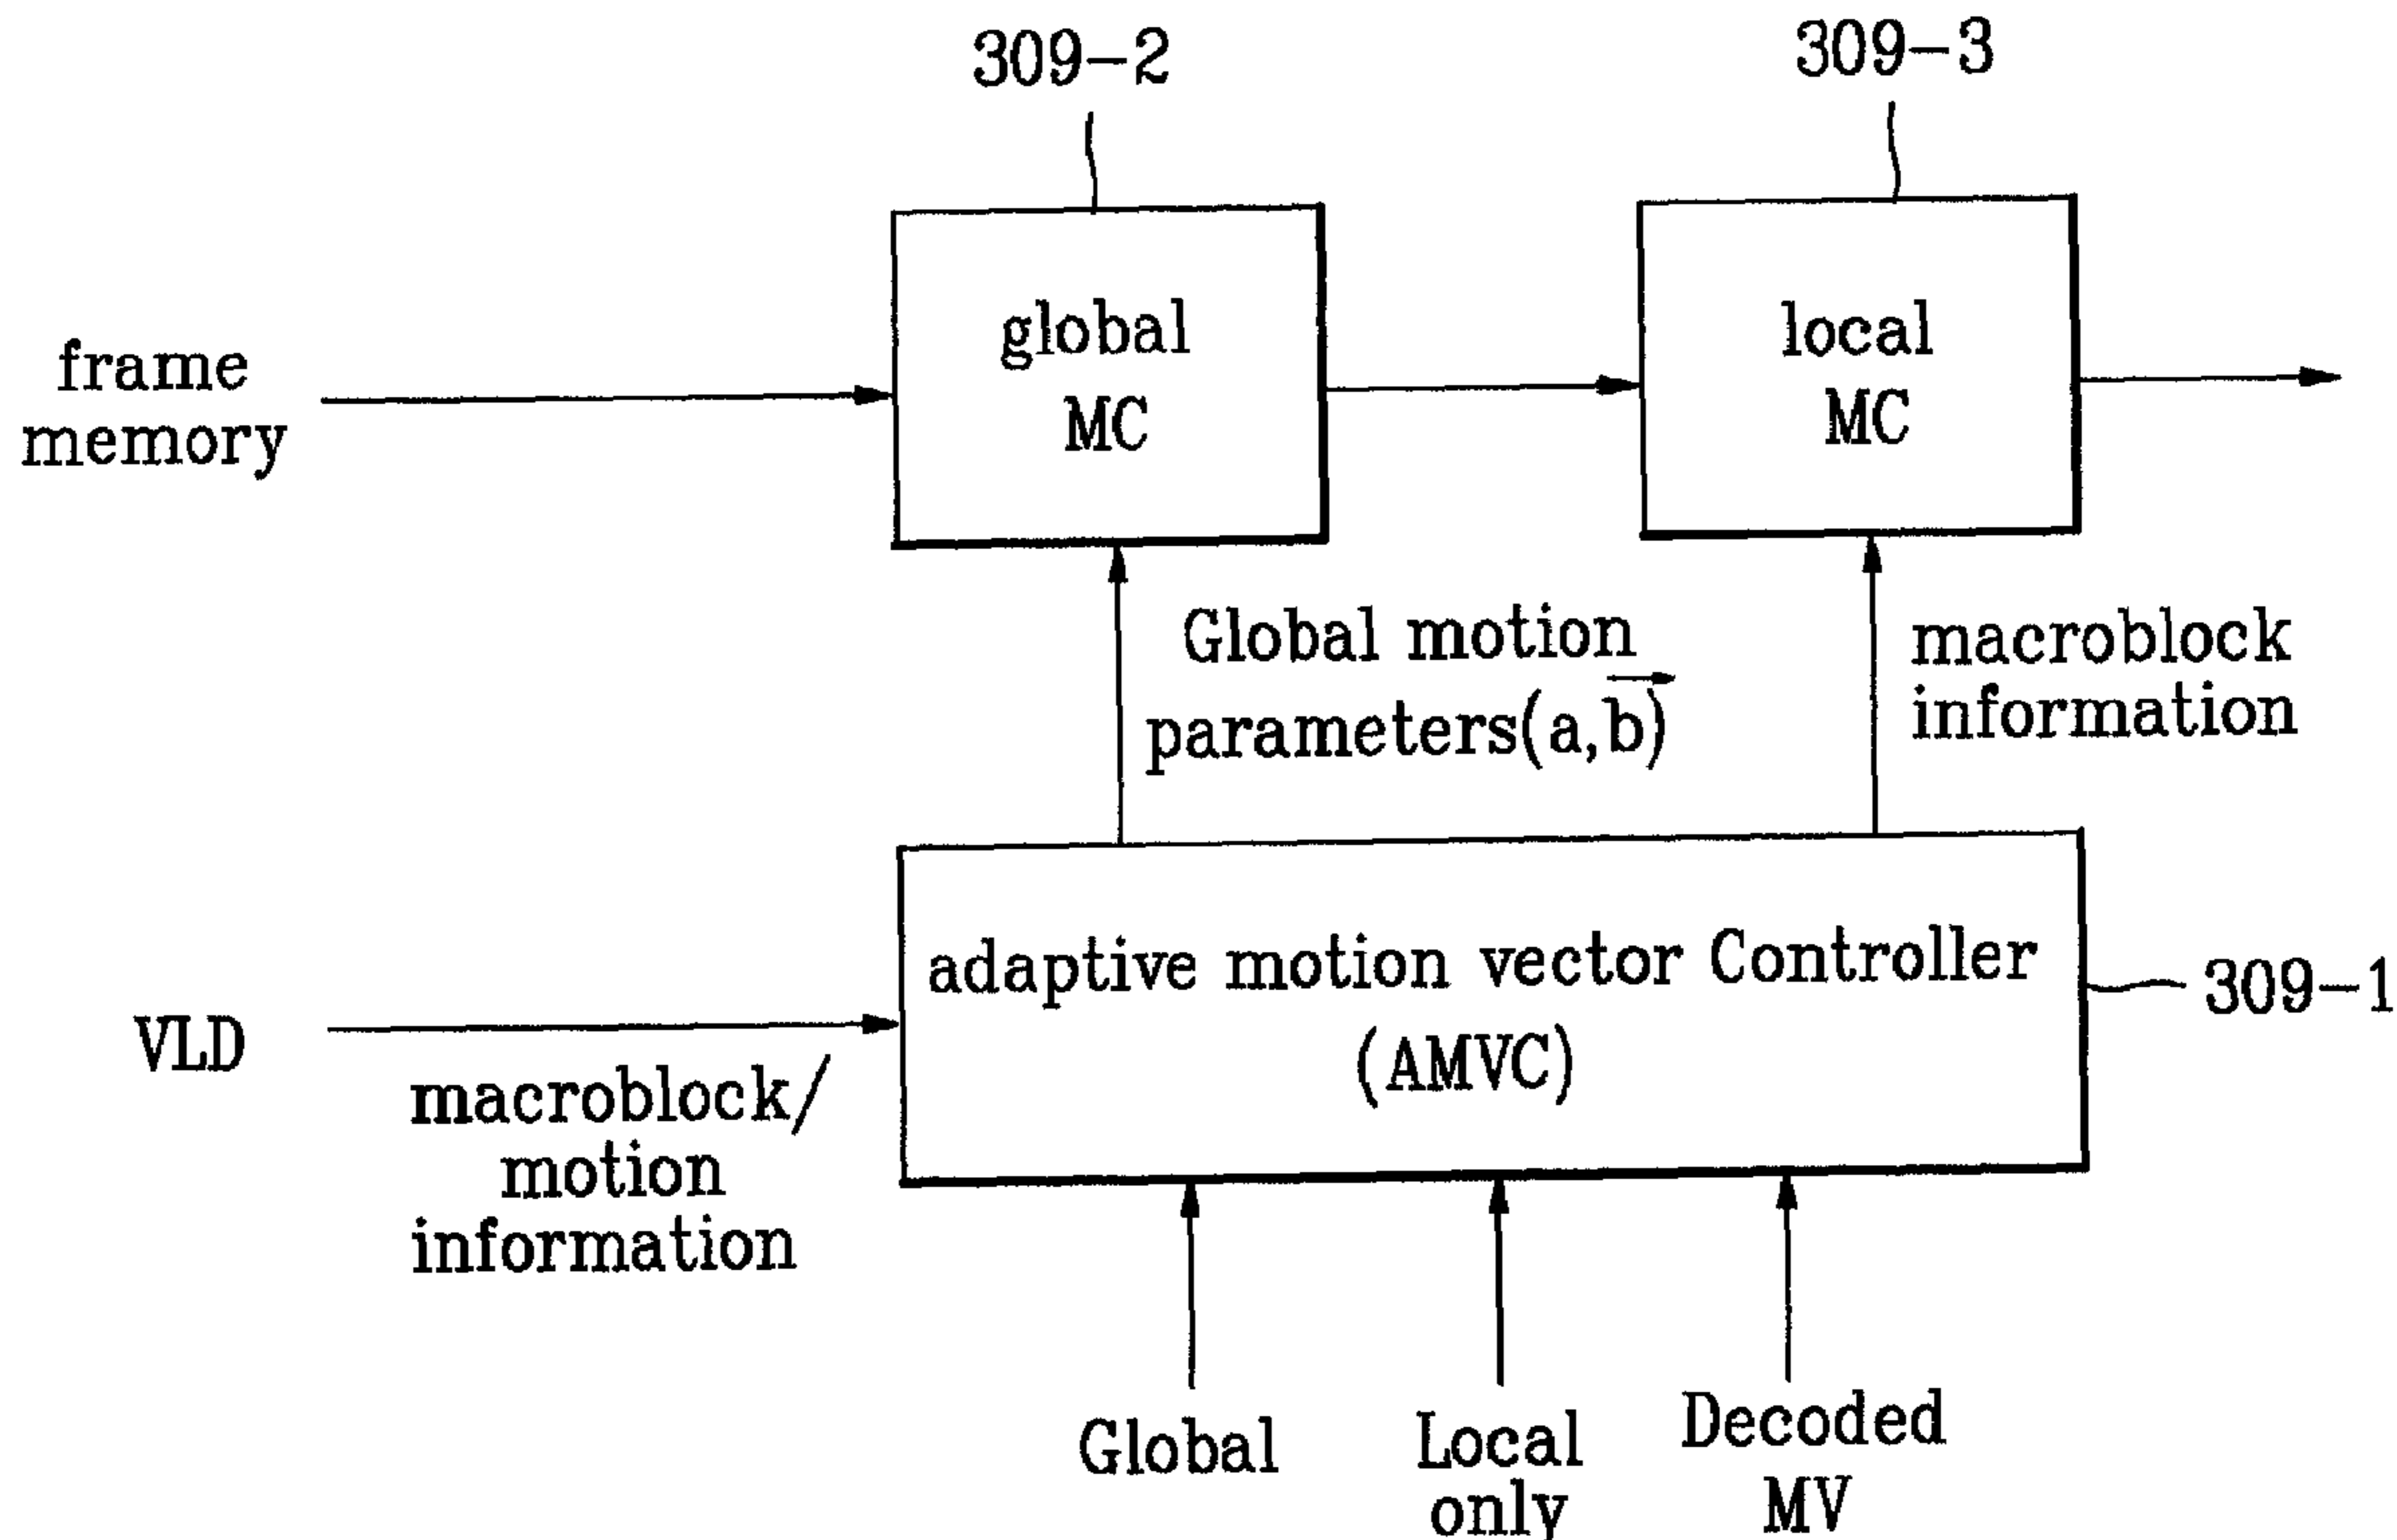 309-2
309-3
frame
memory
global
MC
local
MC
Global motion
parameters(a,b⃗)
macroblock
information
adaptive motion vector Controller
(AMVC)
309-1
VLD
macroblock/
motion
information
Global
Local
only
Decoded
MV